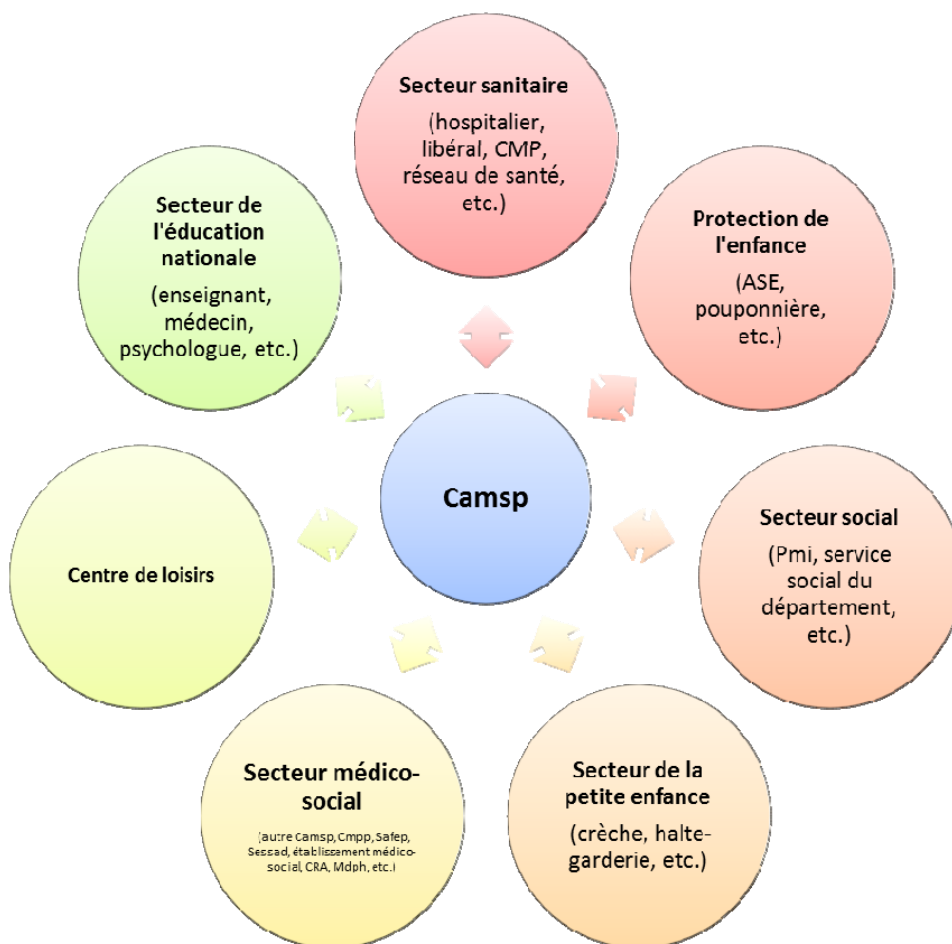 Secteur sanitaire
(hospitalier,
libéral, CMP,
réseau de santé,
etc.)
Protection de
l'enfance
(ASE,
pouponnière,
etc.)
Secteur social
(Pmi, service
social du
département,
etc.)
Secteur de la
petite enfance
(crèche, halte-
garderie, etc.)
Secteur médico-
social
(autre Camsp, Cmpp, Safep,
Sessad, établissement médico-
social, CRA, Mdph, etc.)
Centre de loisirs
Secteur de
l'éducation
nationale
(enseignant,
médecin,
psychologue, etc.)
Camsp